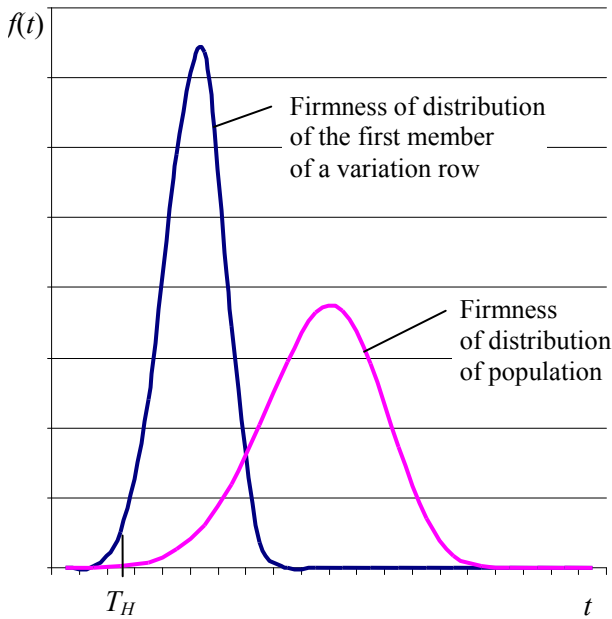 f(t)
Firmness of distribution
of the first member
of a variation row
Firmness
of distribution
of population
T_H
t